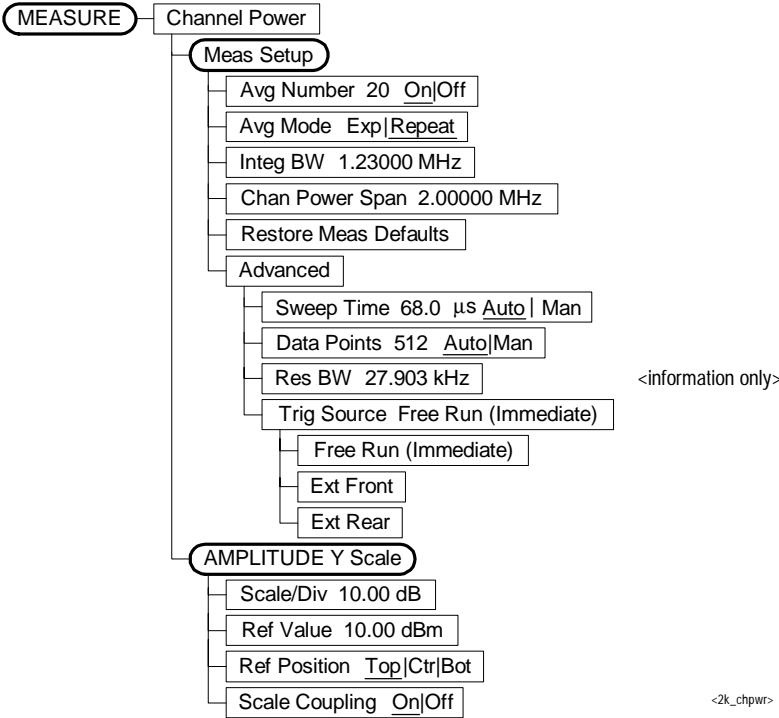 MEASURE Channel Power
Meas Setup
Avg Number 20 On|Off
Avg Mode Exp|Repeat
Integ BW 1.23000 MHz
Chan Power Span 2.00000 MHz
Restore Meas Defaults
Advanced
Sweep Time 68.0 μs Auto | Man
Data Points 512 Auto|Man
Res BW 27.903 kHz <information only>
Trig Source Free Run (Immediate)
Free Run (Immediate)
Ext Front
Ext Rear
AMPLITUDE Y Scale
Scale/Div 10.00 dB
Ref Value 10.00 dBm
Ref Position Top|Ctr|Bot
Scale Coupling On|Off <2k_chpwr>